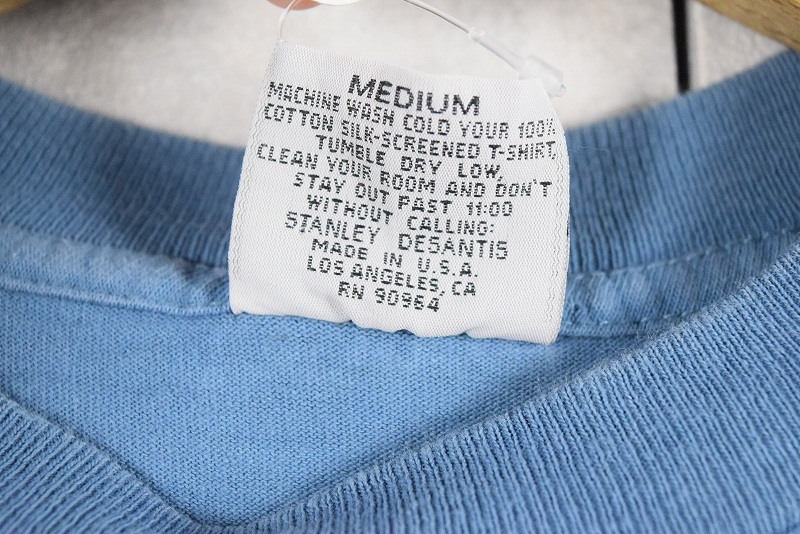 MEDIUM
MACHINE WASH COLD YOUR 100%
COTTON SILK-SCREENED T-SHIRT.
TUMBLE DRY LOW,
CLEAN YOUR ROOM AND DON'T
STAY OUT PAST 11:00
WITHOUT CALLING:
STANLEY DESANTIS
MADE IN U.S.A.
LOS ANGELES, CA
RN 90964